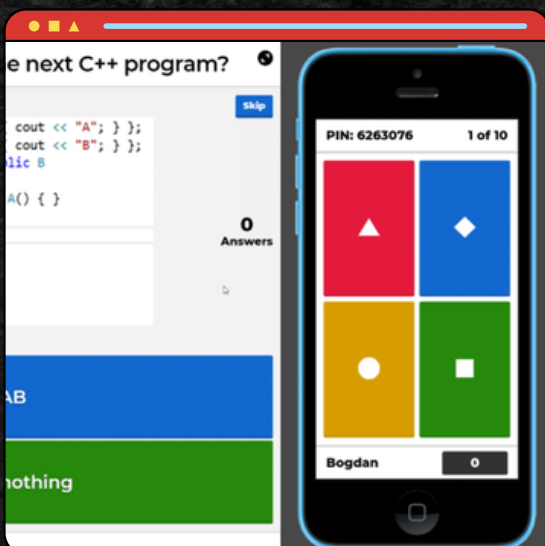 e next C++ program?
Skip
{ cout << "A"; } };
{ cout << "B"; } };
lic B
A() { }
0
Answers
AB
nothing
PIN: 6263076
1 of 10
Bogdan
0